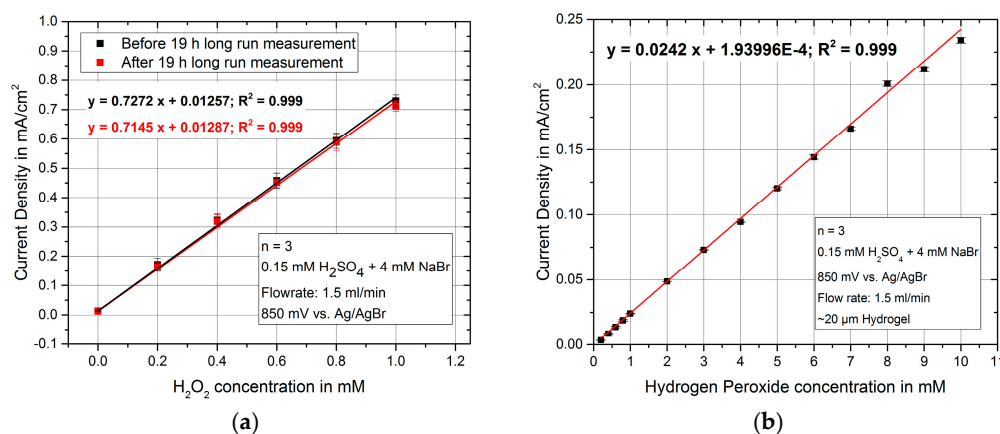 (a)
1.0
0.9
0.8
0.7
0.6
0.5
0.4
0.3
0.2
0.1
0.0
-0.1
Current Density in mA/cm²
Before 19 h long run measurement
After 19 h long run measurement
y = 0.7272 x + 0.01257; R² = 0.999
y = 0.7145 x + 0.01287; R² = 0.999
n = 3
0.15 mM H₂SO₄ + 4 mM NaBr
Flowrate: 1.5 ml/min
850 mV vs. Ag/AgBr
0.0 0.2 0.4 0.6 0.8 1.0 1.2
H₂O₂ concentration in mM
(a)
b)
0.25
0.20
0.15
0.10
0.05
0.00
Current Density in mA/cm²
y = 0.0242 x + 1.93996E-4; R² = 0.999
n = 3
0.15 mM H₂SO₄ + 4 mM NaBr
850 mV vs. Ag/AgBr
Flow rate: 1.5 ml/min
~20 µm Hydrogel
0 1 2 3 4 5 6 7 8 9 10 11
Hydrogen Peroxide concentration in mM
(b)